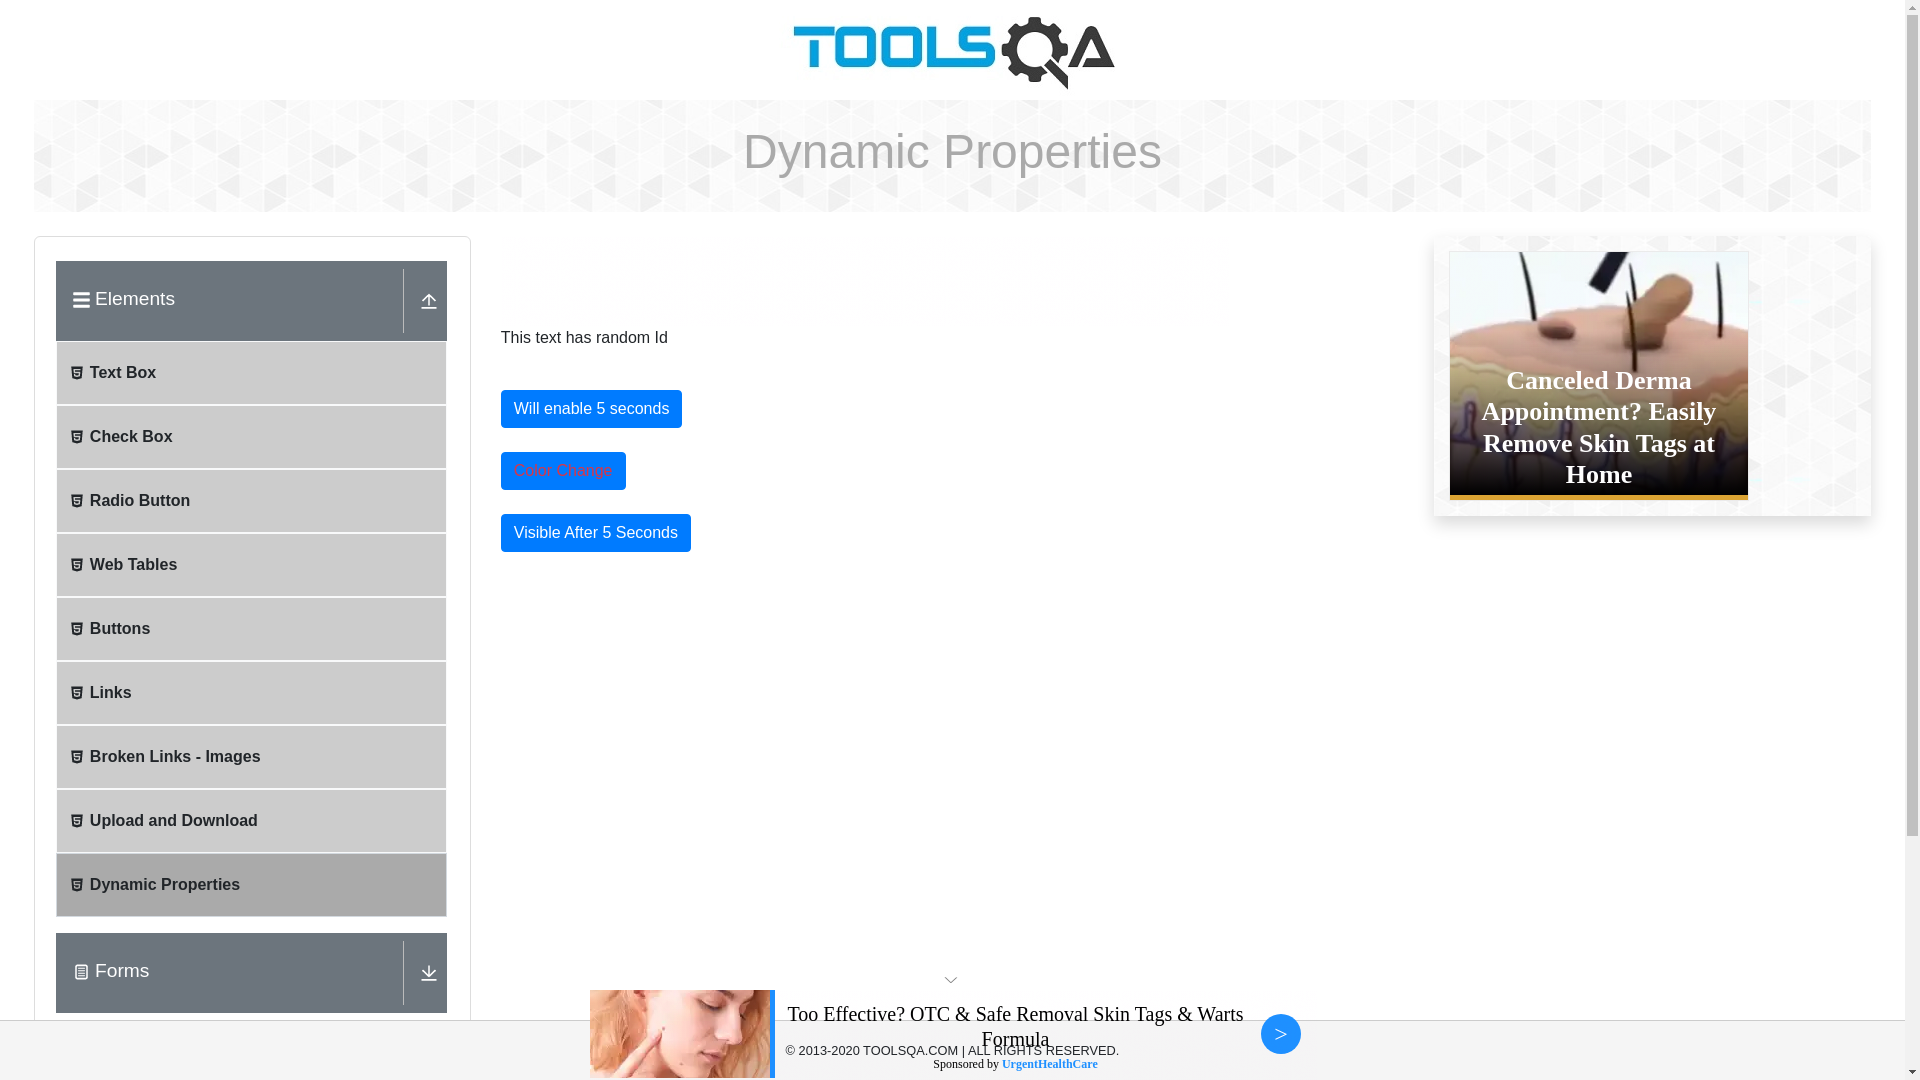 TOOLSQA
Dynamic Properties
Elements
Text Box
Check Box
Radio Button
Web Tables
Buttons
Links
Broken Links - Images
Upload and Download
Dynamic Properties
Forms
This text has random Id
Will enable 5 seconds
Color Change
Visible After 5 Seconds
Canceled Derma
Appointment? Easily
Remove Skin Tags at
Home
Too Effective? OTC & Safe Removal Skin Tags & Warts
Formula
>
© 2013-2020 TOOLSQA.COM | ALL RIGHTS RESERVED.
Sponsored by UrgentHealthCare